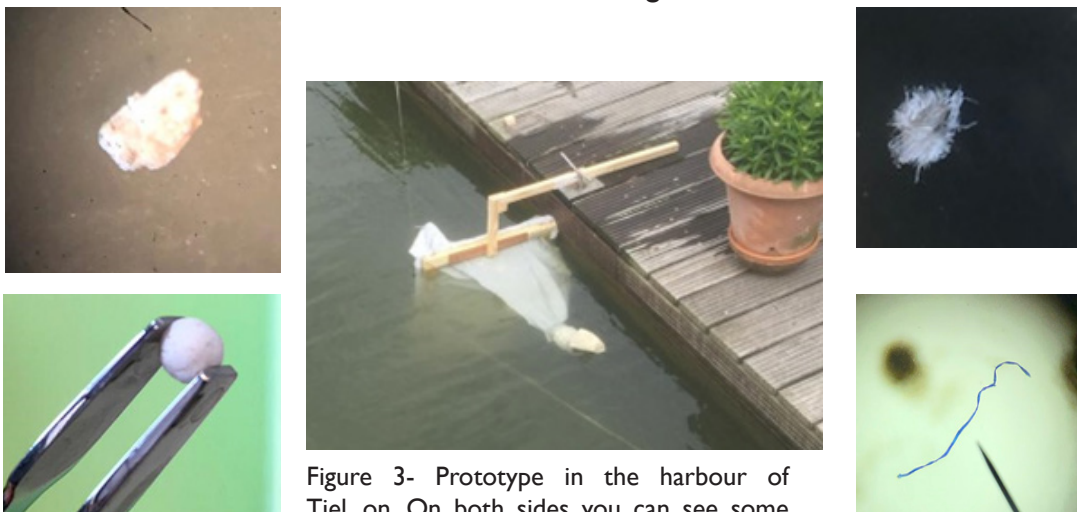 Figure 3- Prototype in the harbour of
Tiel on. On both sides you can see some